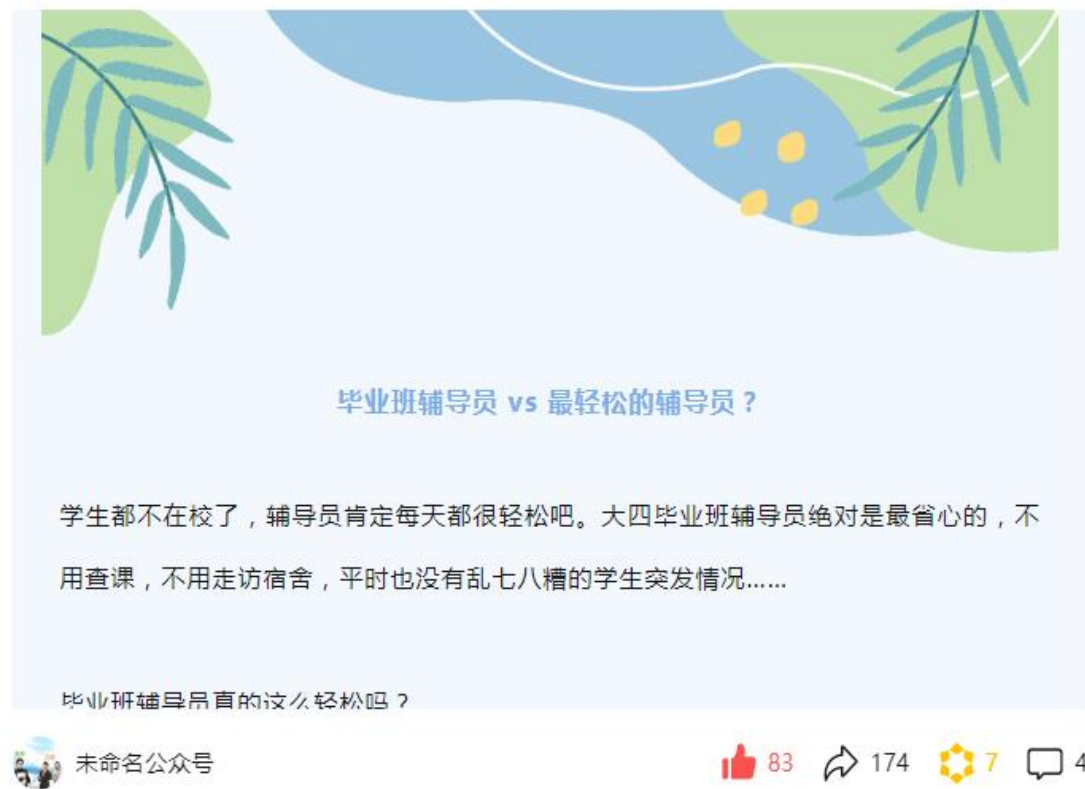 毕业班辅导员 vs 最轻松的辅导员？
学生都不在校了，辅导员肯定每天都很轻松吧。大四毕业班辅导员绝对是最省心的，不
用查课，不用走访宿舍，平时也没有乱七八糟的学生突发情况......
毕业班辅导员真的这么轻松吗？
未命名公众号 83 174 7 4